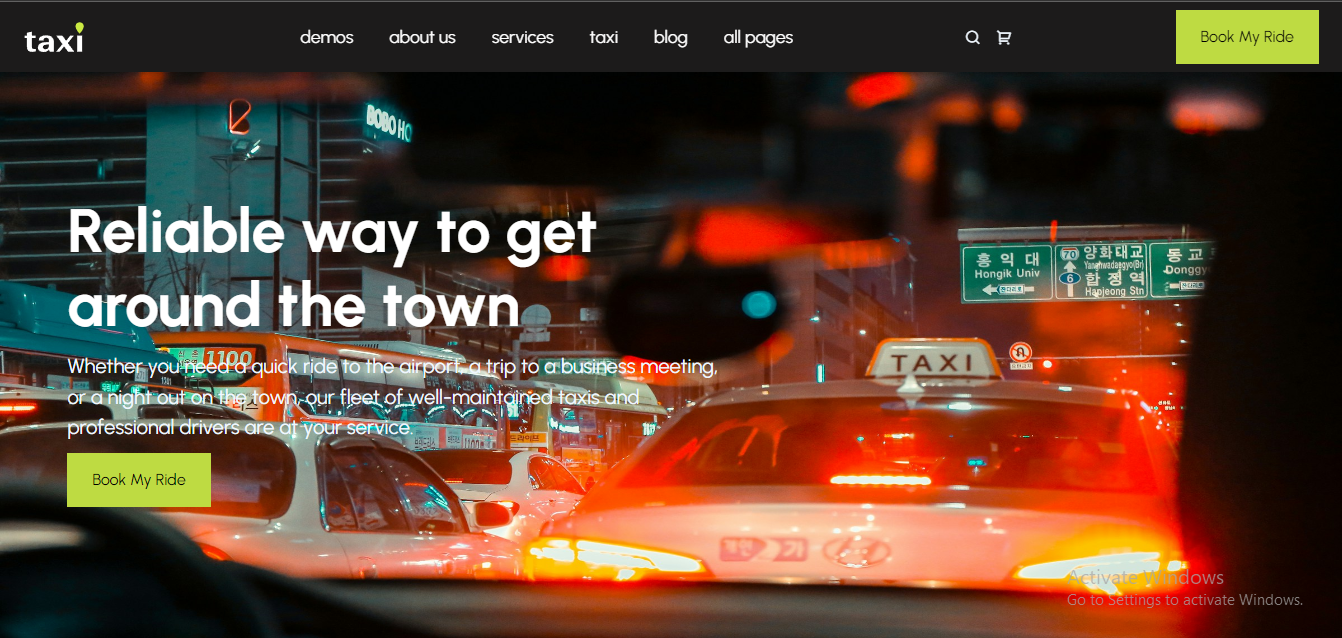 taxi
demos about us services taxi blog all pages
Book My Ride
BOBO HO
Reliable way to get
around the town
홍 익 대
Hongik Univ
70 양화대교
Yanghwadaegyo(Br)
6 합 정 역
Hapjeong Stn
동 교
Donggy
1100
TAXI
Whether you need a quick ride to the airport, a trip to a business meeting,
or a night out on the town, our fleet of well-maintained taxis and
professional drivers are at your service.
Book My Ride
Activate Windows
Go to Settings to activate Windows.